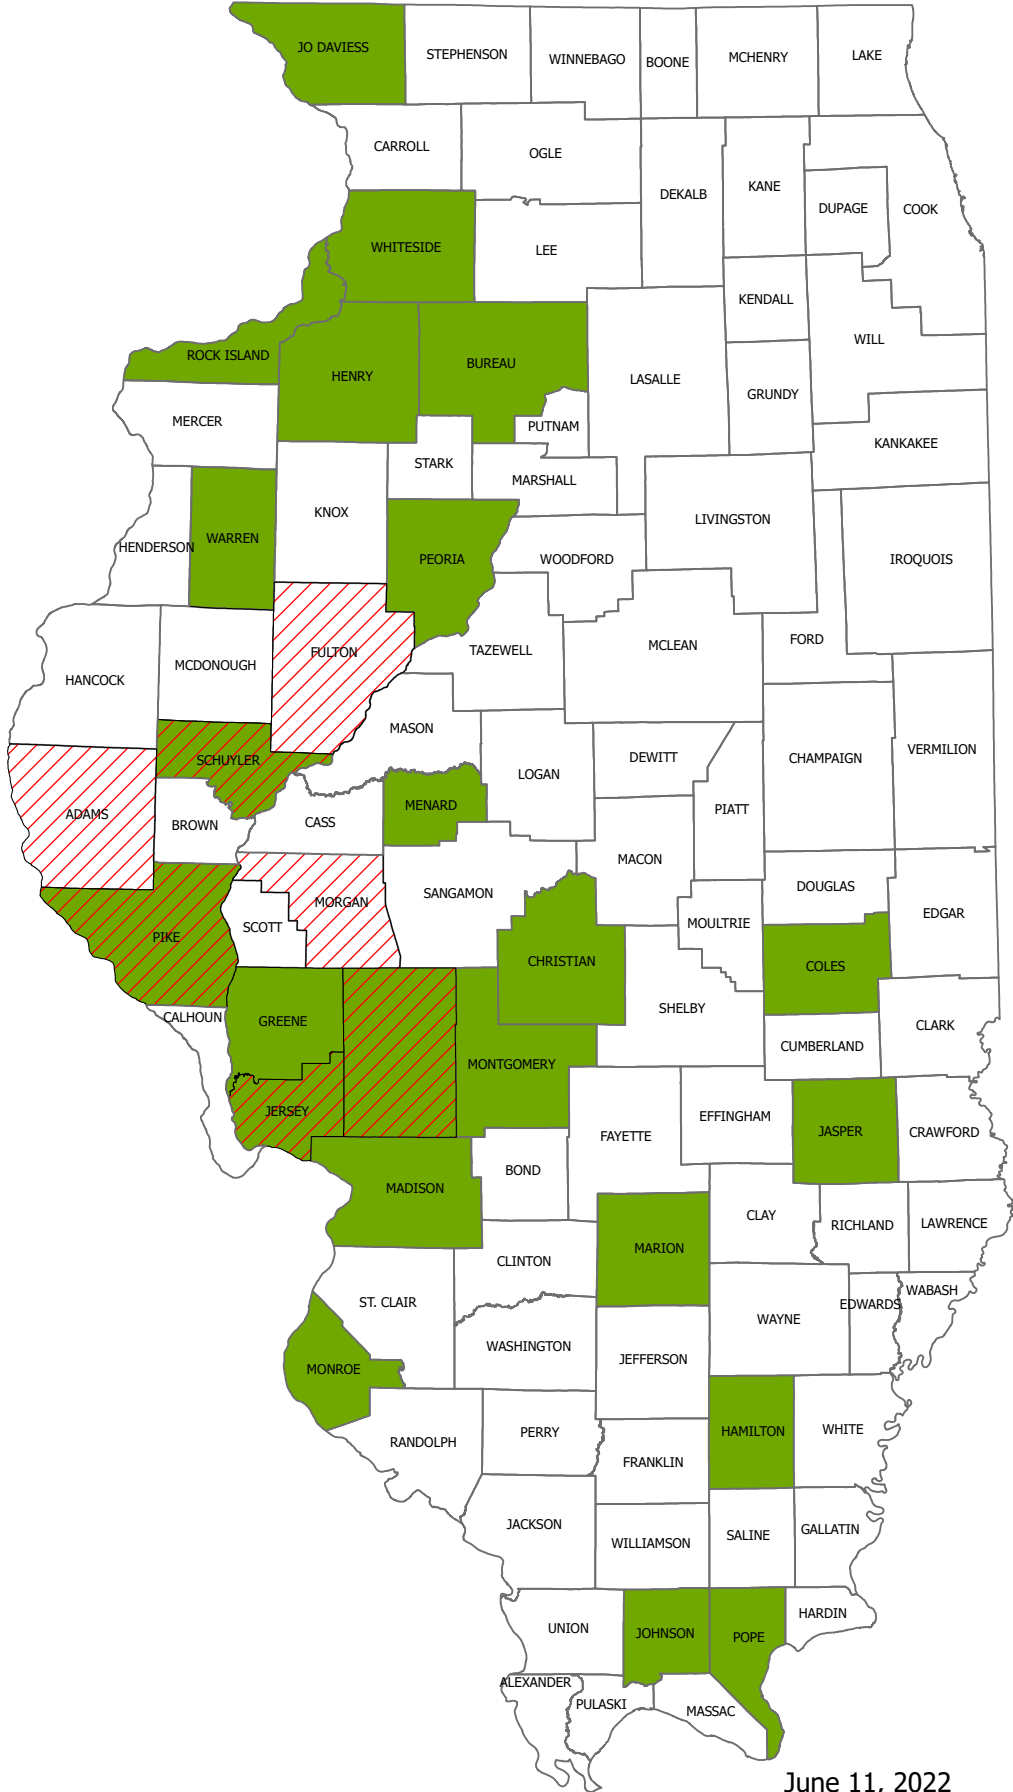 JO DAVIESS
STEPHENSON
WINNEBAGO
BOONE
MCHENRY
LAKE
CARROLL
OGLE
DEKALB
KANE
DUPAGE
COOK
WHITESIDE
LEE
KENDALL
WILL
ROCK ISLAND
HENRY
BUREAU
LASALLE
GRUNDY
MERCER
PUTNAM
KANKAKEE
STARK
MARSHALL
KNOX
LIVINGSTON
HENDERSON
WARREN
PEORIA
WOODFORD
IROQUOIS
HANCOCK
MCDONOUGH
FULTON
TAZEWELL
MCLEAN
FORD
MASON
SCHUYLER
LOGAN
DEWITT
CHAMPAIGN
VERMILION
ADAMS
BROWN
CASS
MENARD
PIATT
MACON
MORGAN
SANGAMON
DOUGLAS
EDGAR
PIKE
SCOTT
MOULTRIE
CHRISTIAN
COLES
CALHOUN
GREENE
SHELBY
CLARK
CUMBERLAND
MONTGOMERY
JERSEY
FAYETTE
EFFINGHAM
JASPER
CRAWFORD
BOND
MADISON
CLAY
RICHLAND
LAWRENCE
MARION
CLINTON
ST. CLAIR
WAYNE
EDWARDS
WABASH
WASHINGTON
JEFFERSON
MONROE
HAMILTON
WHITE
RANDOLPH
PERRY
FRANKLIN
JACKSON
WILLIAMSON
SALINE
GALLATIN
UNION
JOHNSON
POPE
HARDIN
ALEXANDER
PULASKI
MASSAC
June 11, 2022